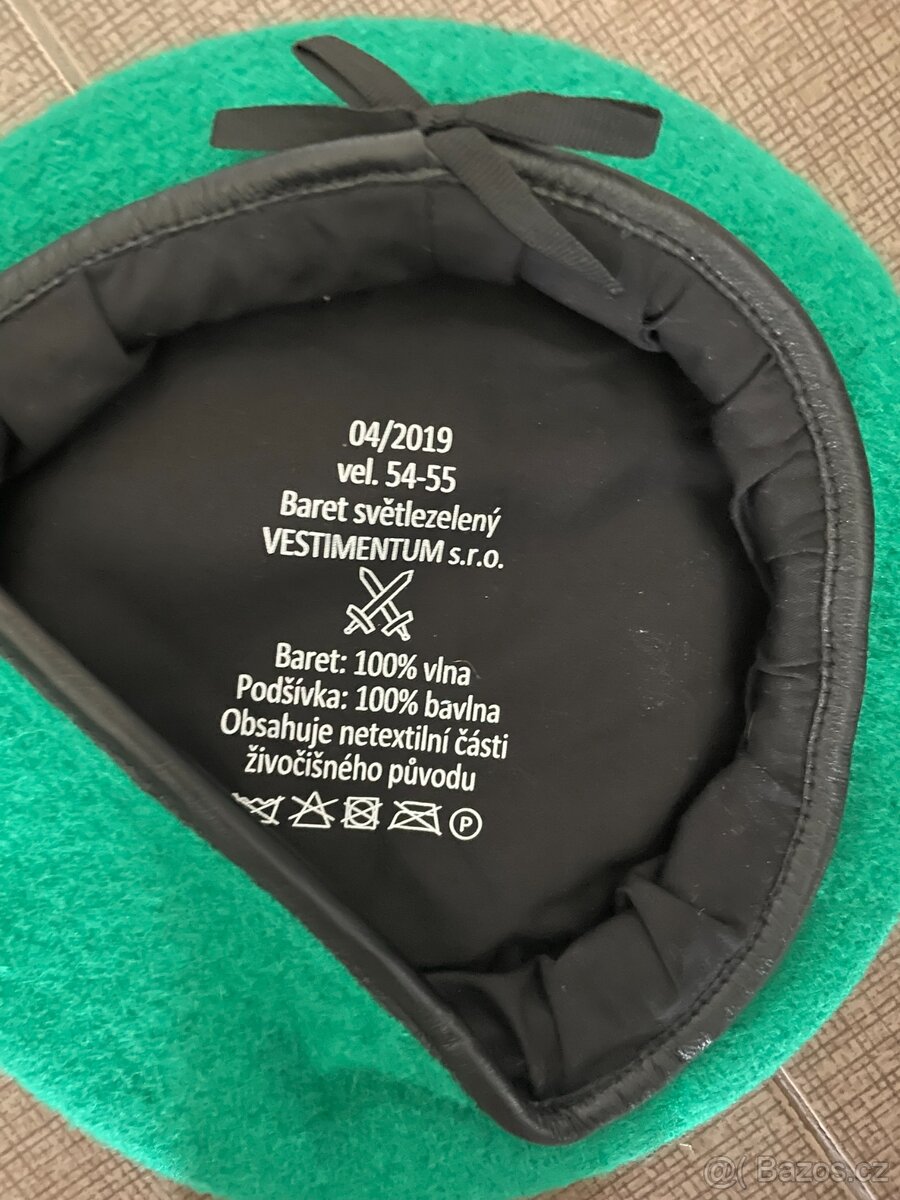 04/2019
vel. 54-55
Baret světlezelený
VESTIMENTUM s.r.o.
Baret: 100% vlna
Podšívka: 100% bavlna
Obsahuje netextilní části
živočišného původu
P
@( Bazos.cz